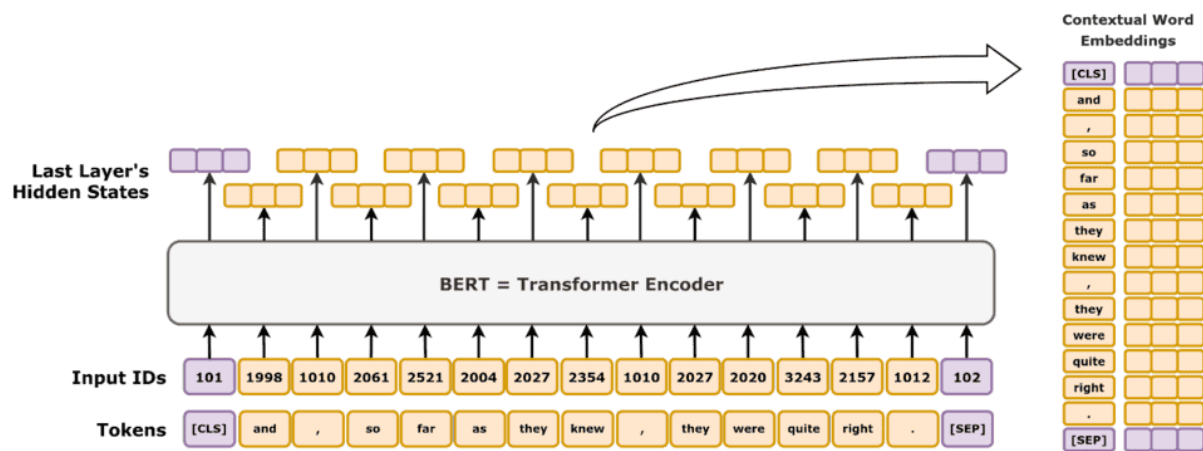 Contextual Word
Embeddings
[CLS]
and
,
so
far
as
they
knew
,
they
were
quite
right
.
[SEP]
Last Layer's
Hidden States
BERT = Transformer Encoder
Input IDs 101 1998 1010 2061 2521 2004 2027 2354 1010 2027 2020 3243 2157 1012 102
Tokens [CLS] and , so far as they knew , they were quite right . [SEP]